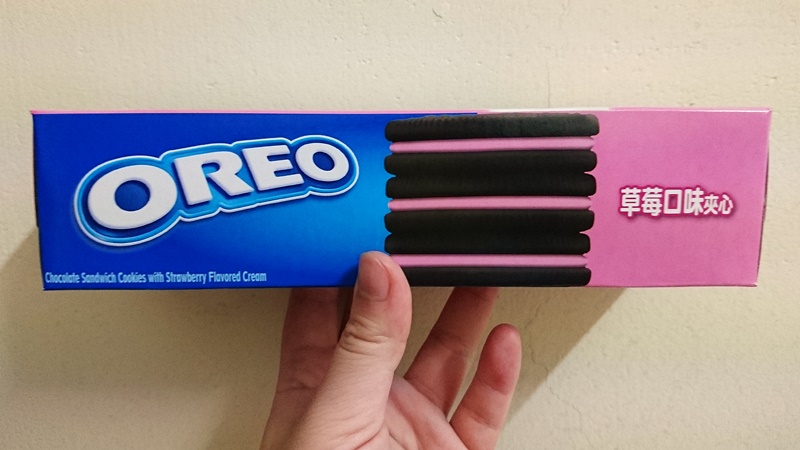 OREO
Chocolate Sandwich Cookies with Strawberry Flavored Cream
草莓口味夾心